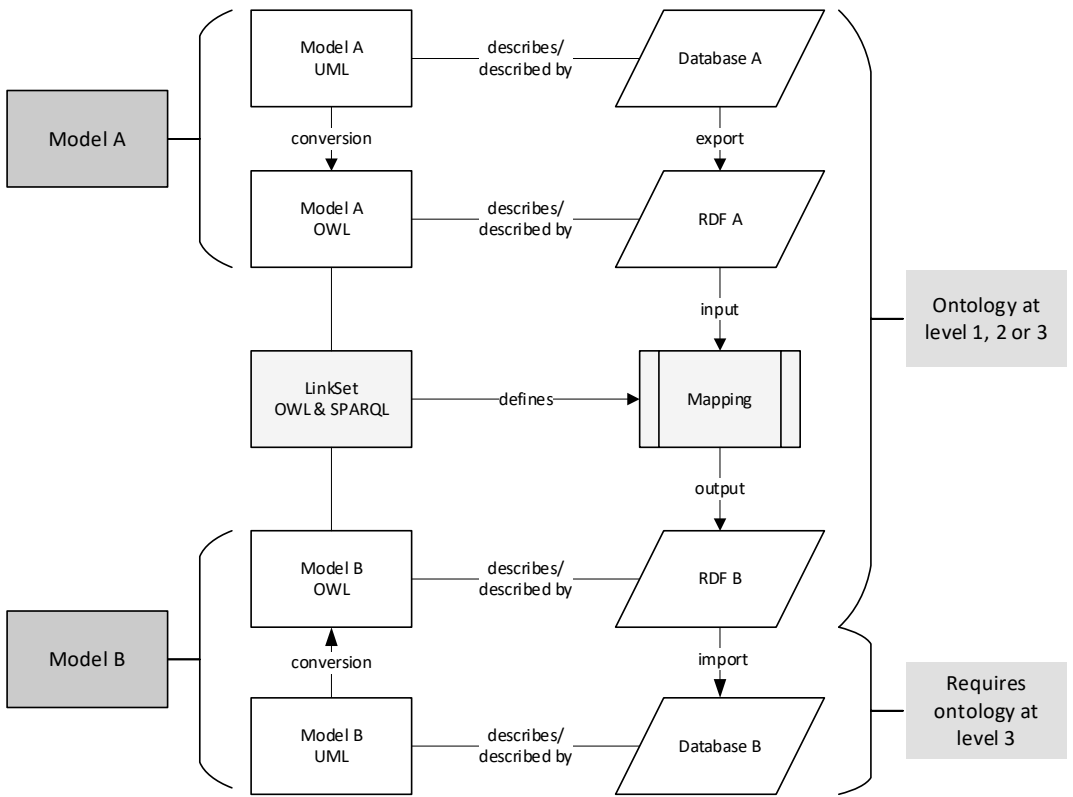 Model A
UML
describes/
described by
Database A
Model A
conversion
export
Model A
OWL
describes/
described by
RDF A
input
Ontology at
level 1, 2 or 3
LinkSet
OWL & SPARQL
defines
Mapping
output
Model B
OWL
describes/
described by
RDF B
Model B
conversion
import
Requires
ontology at
level 3
Model B
UML
describes/
described by
Database B